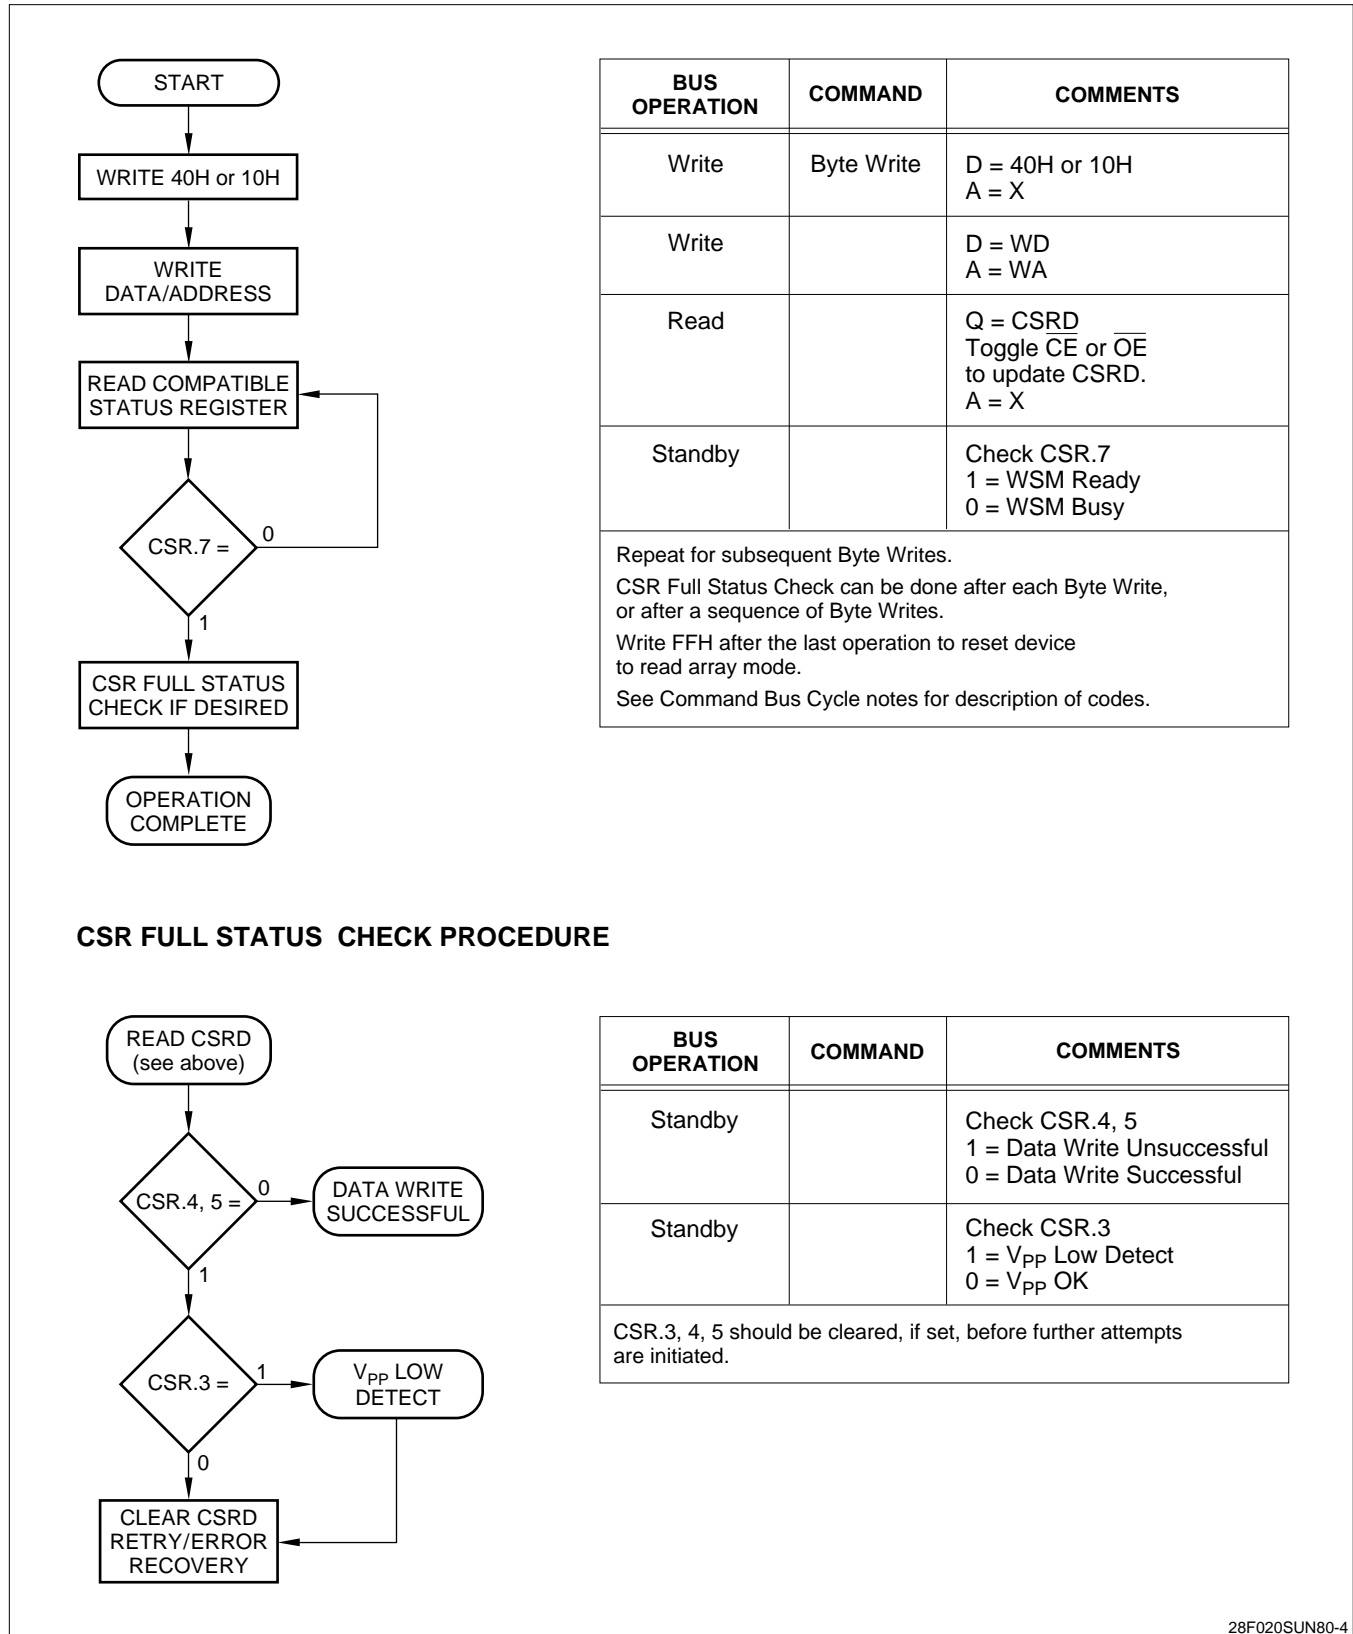 START
WRITE 40H or 10H
WRITE
DATA/ADDRESS
READ COMPATIBLE
STATUS REGISTER
CSR.7 =
0
1
CSR FULL STATUS
CHECK IF DESIRED
OPERATION
COMPLETE
BUS
OPERATION
COMMAND
COMMENTS
Write
Byte Write
D = 40H or 10H
A = X
Write
D = WD
A = WA
Read
Q = CSRD
Toggle C̅E̅ or O̅E̅
to update CSRD.
A = X
Standby
Check CSR.7
1 = WSM Ready
0 = WSM Busy
Repeat for subsequent Byte Writes.
CSR Full Status Check can be done after each Byte Write,
or after a sequence of Byte Writes.
Write FFH after the last operation to reset device
to read array mode.
See Command Bus Cycle notes for description of codes.
CSR FULL STATUS CHECK PROCEDURE
READ CSRD
(see above)
CSR.4, 5 =
0
DATA WRITE
SUCCESSFUL
1
CSR.3 =
1
VPP LOW
DETECT
0
CLEAR CSRD
RETRY/ERROR
RECOVERY
BUS
OPERATION
COMMAND
COMMENTS
Standby
Check CSR.4, 5
1 = Data Write Unsuccessful
0 = Data Write Successful
Standby
Check CSR.3
1 = VPP Low Detect
0 = VPP OK
CSR.3, 4, 5 should be cleared, if set, before further attempts
are initiated.
28F020SUN80-4